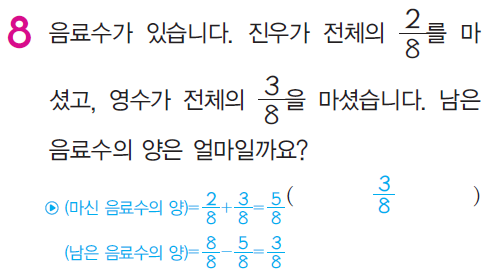 8 음료수가 있습니다. 진우가 전체의 2/8를 마
셨고, 영수가 전체의 3/8을 마셨습니다. 남은
음료수의 양은 얼마일까요?
( 3/8 )
(마신 음료수의 양)=2/8+3/8=5/8
(남은 음료수의 양)=8/8-5/8=3/8